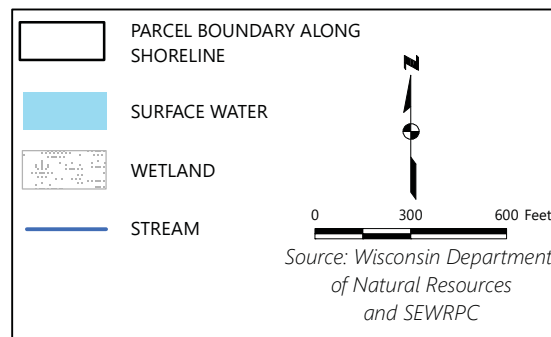 PARCEL BOUNDARY ALONG
SHORELINE
SURFACE WATER
WETLAND
STREAM
N
0 300 600 Feet
Source: Wisconsin Department
of Natural Resources
and SEWRPC